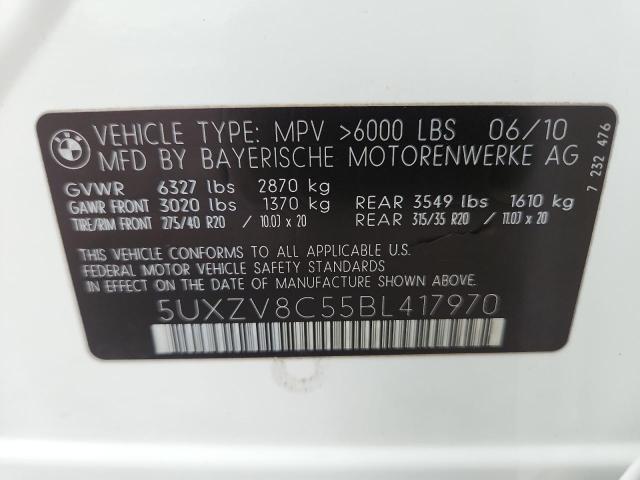 BMW
VEHICLE TYPE: MPV >6000 LBS 06/10
MFD BY BAYERISCHE MOTORENWERKE AG
GVWR 6327 lbs 2870 kg
GAWR FRONT 3020 lbs 1370 kg REAR 3549 lbs 1610 kg
TIRE/RIM FRONT 275/40 R20 / 10.0J x 20 REAR 315/35 R20 / 11.0J x 20
THIS VEHICLE CONFORMS TO ALL APPLICABLE U.S.
FEDERAL MOTOR VEHICLE SAFETY STANDARDS
IN EFFECT ON THE DATE OF MANUFACTURE SHOWN ABOVE.
5UXZV8C55BL417970
7 232 476